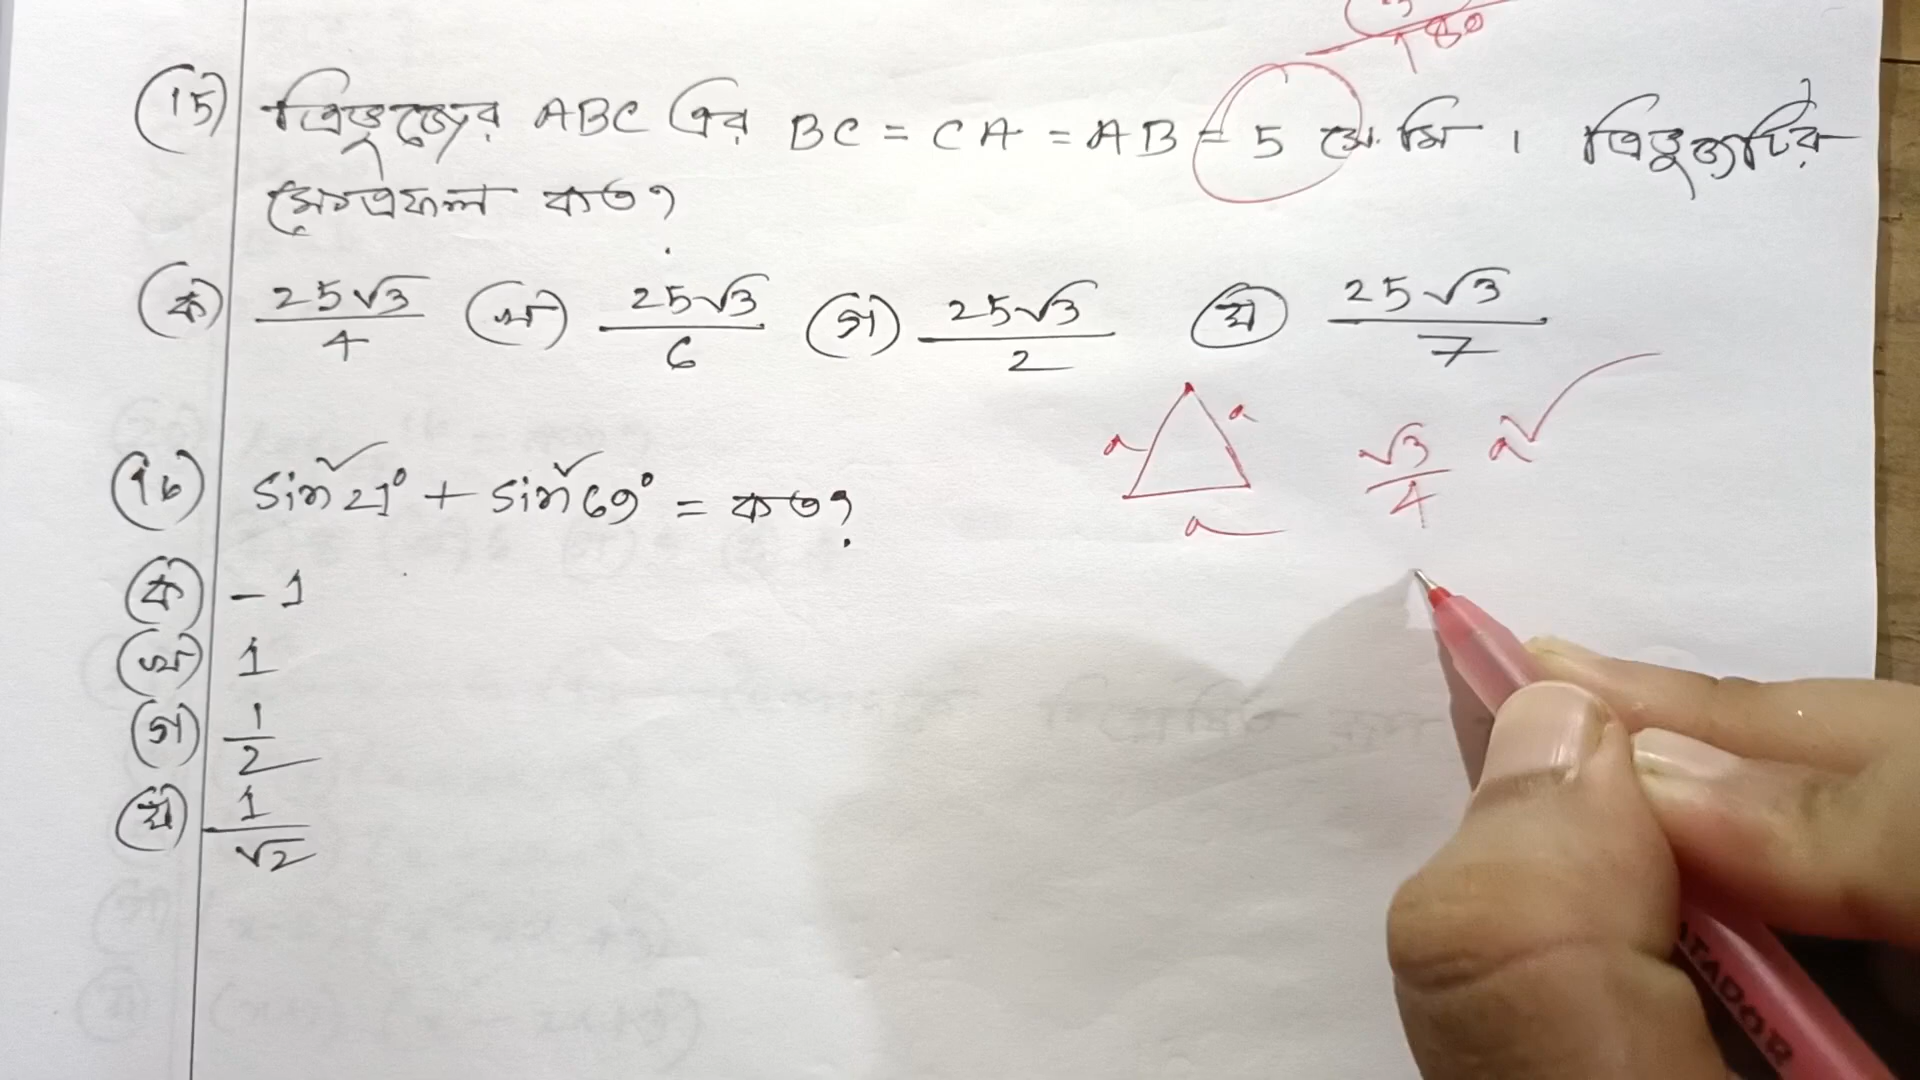 (15) ত্রিভুজের ABC এর BC = CA = AB = 5 সে.মি । ত্রিভুজটির
ক্ষেত্রফল কত?
(ক) 25√3/4 (খ) 25√3/6 (গ) 25√3/2 (ঘ) 25√3/7
a a a √3/4 a²
(16) sin²21° + sin²69° = কত?
(ক) - 1
(খ) 1
(গ) 1/2
(ঘ) 1/√2
ATADOR